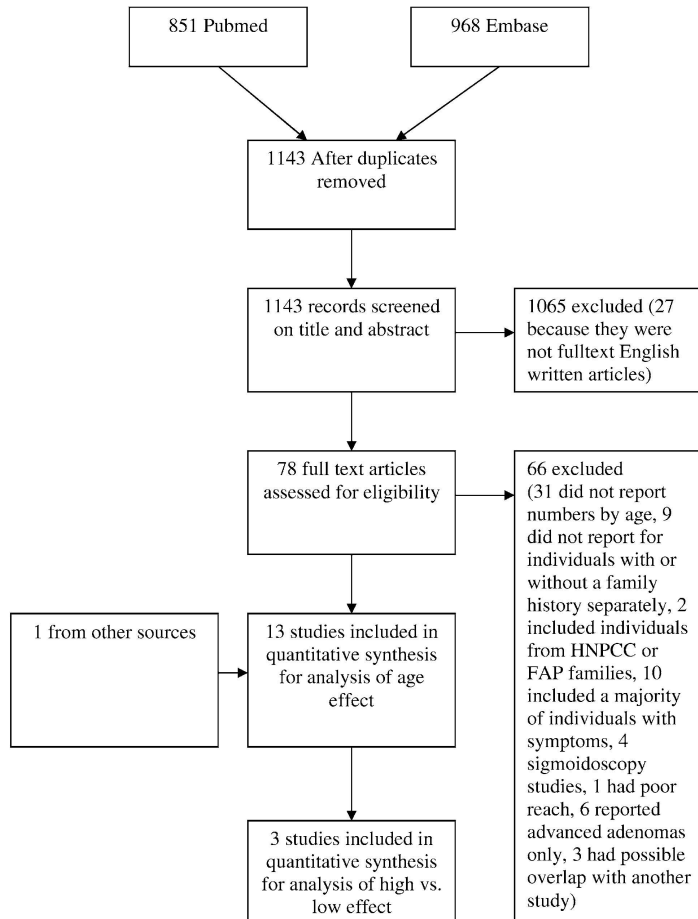 851 Pubmed
968 Embase
1143 After duplicates
removed
1143 records screened
on title and abstract
1065 excluded (27
because they were
not fulltext English
written articles)
78 full text articles
assessed for eligibility
66 excluded
(31 did not report
numbers by age, 9
did not report for
individuals with or
without a family
history separately, 2
included individuals
from HNPCC or
FAP families, 10
included a majority
of individuals with
symptoms, 4
sigmoidoscopy
studies, 1 had poor
reach, 6 reported
advanced adenomas
only, 3 had possible
overlap with another
study)
1 from other sources
13 studies included in
quantitative synthesis
for analysis of age
effect
3 studies included in
quantitative synthesis
for analysis of high vs.
low effect